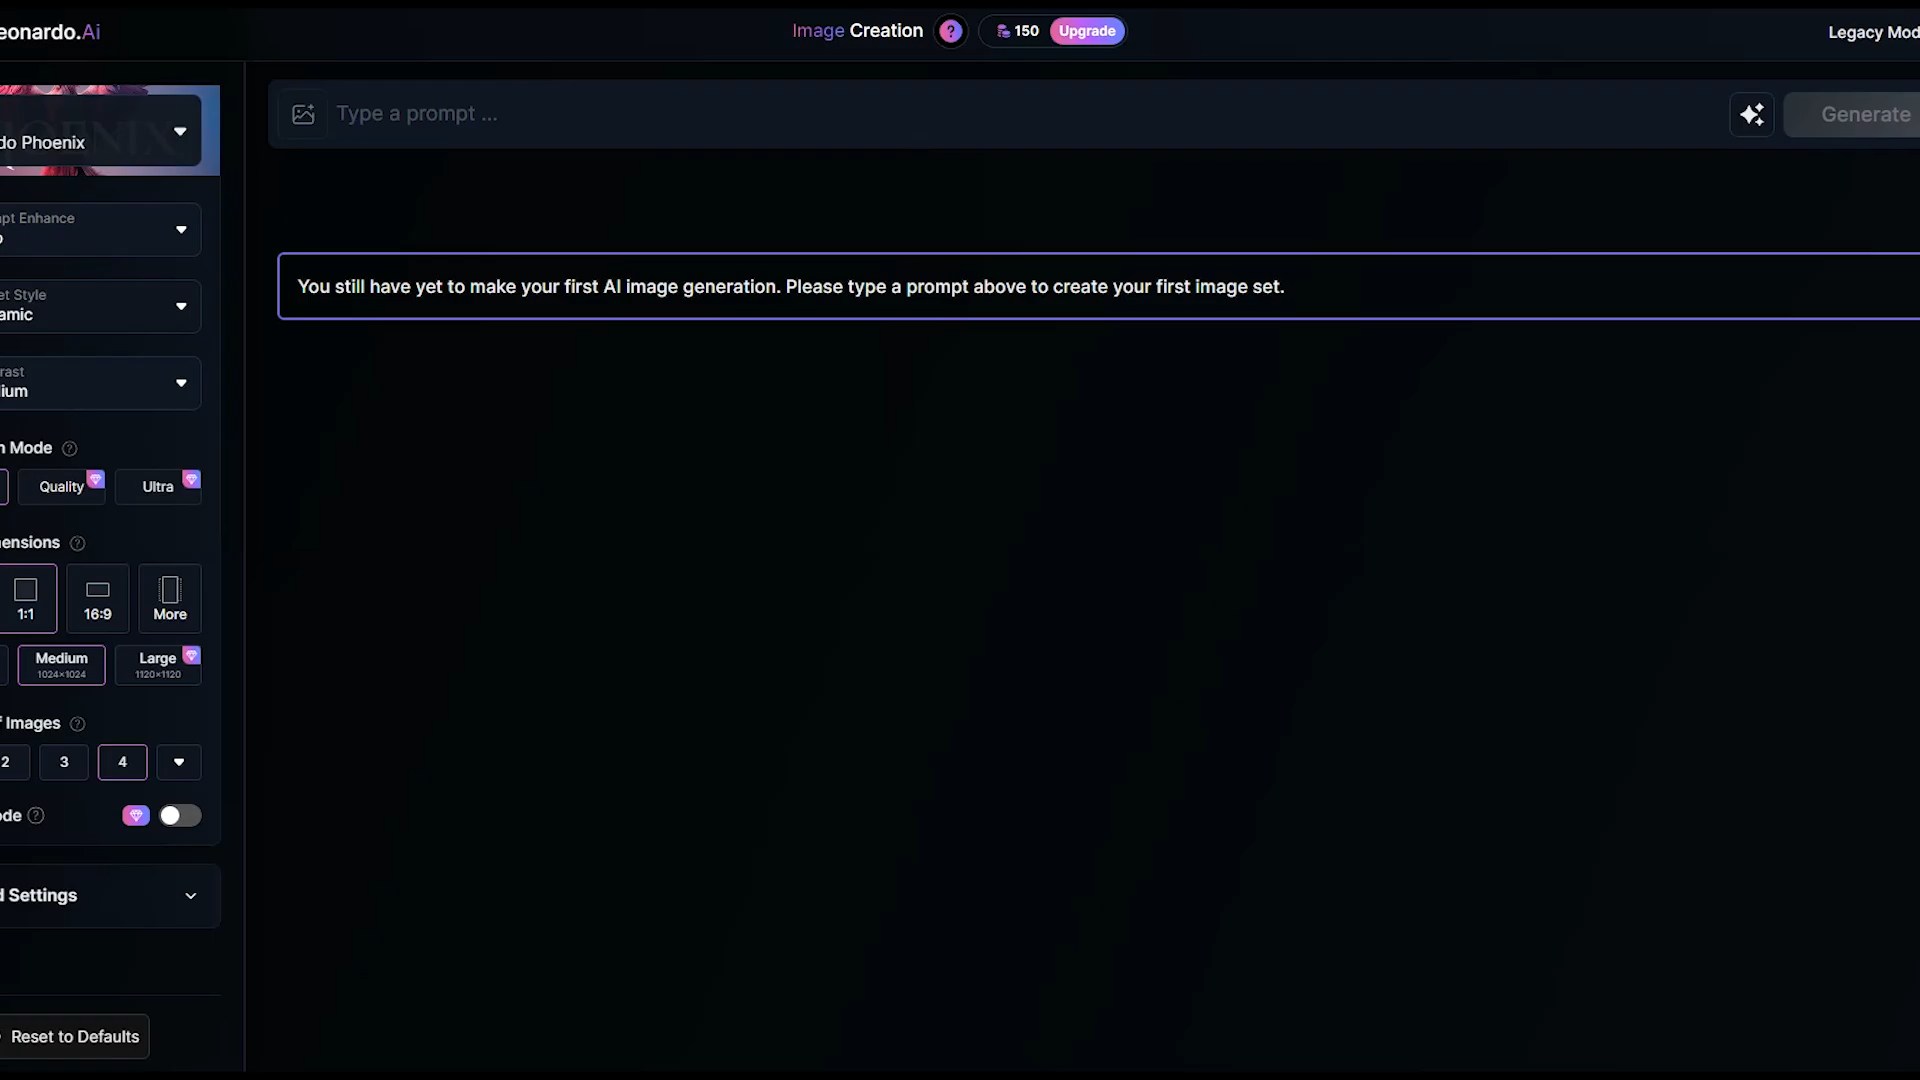 eonardo.Ai
Image Creation
?
150
Upgrade
Legacy Mod
do Phoenix
Type a prompt ...
Generate
pt Enhance
You still have yet to make your first AI image generation. Please type a prompt above to create your first image set.
et Style
amic
rast
ium
n Mode ?
Quality
Ultra
ensions ?
1:1
16:9
More
Medium
1024×1024
Large
1120×1120
f Images ?
2
3
4
ode ?
d Settings
Reset to Defaults